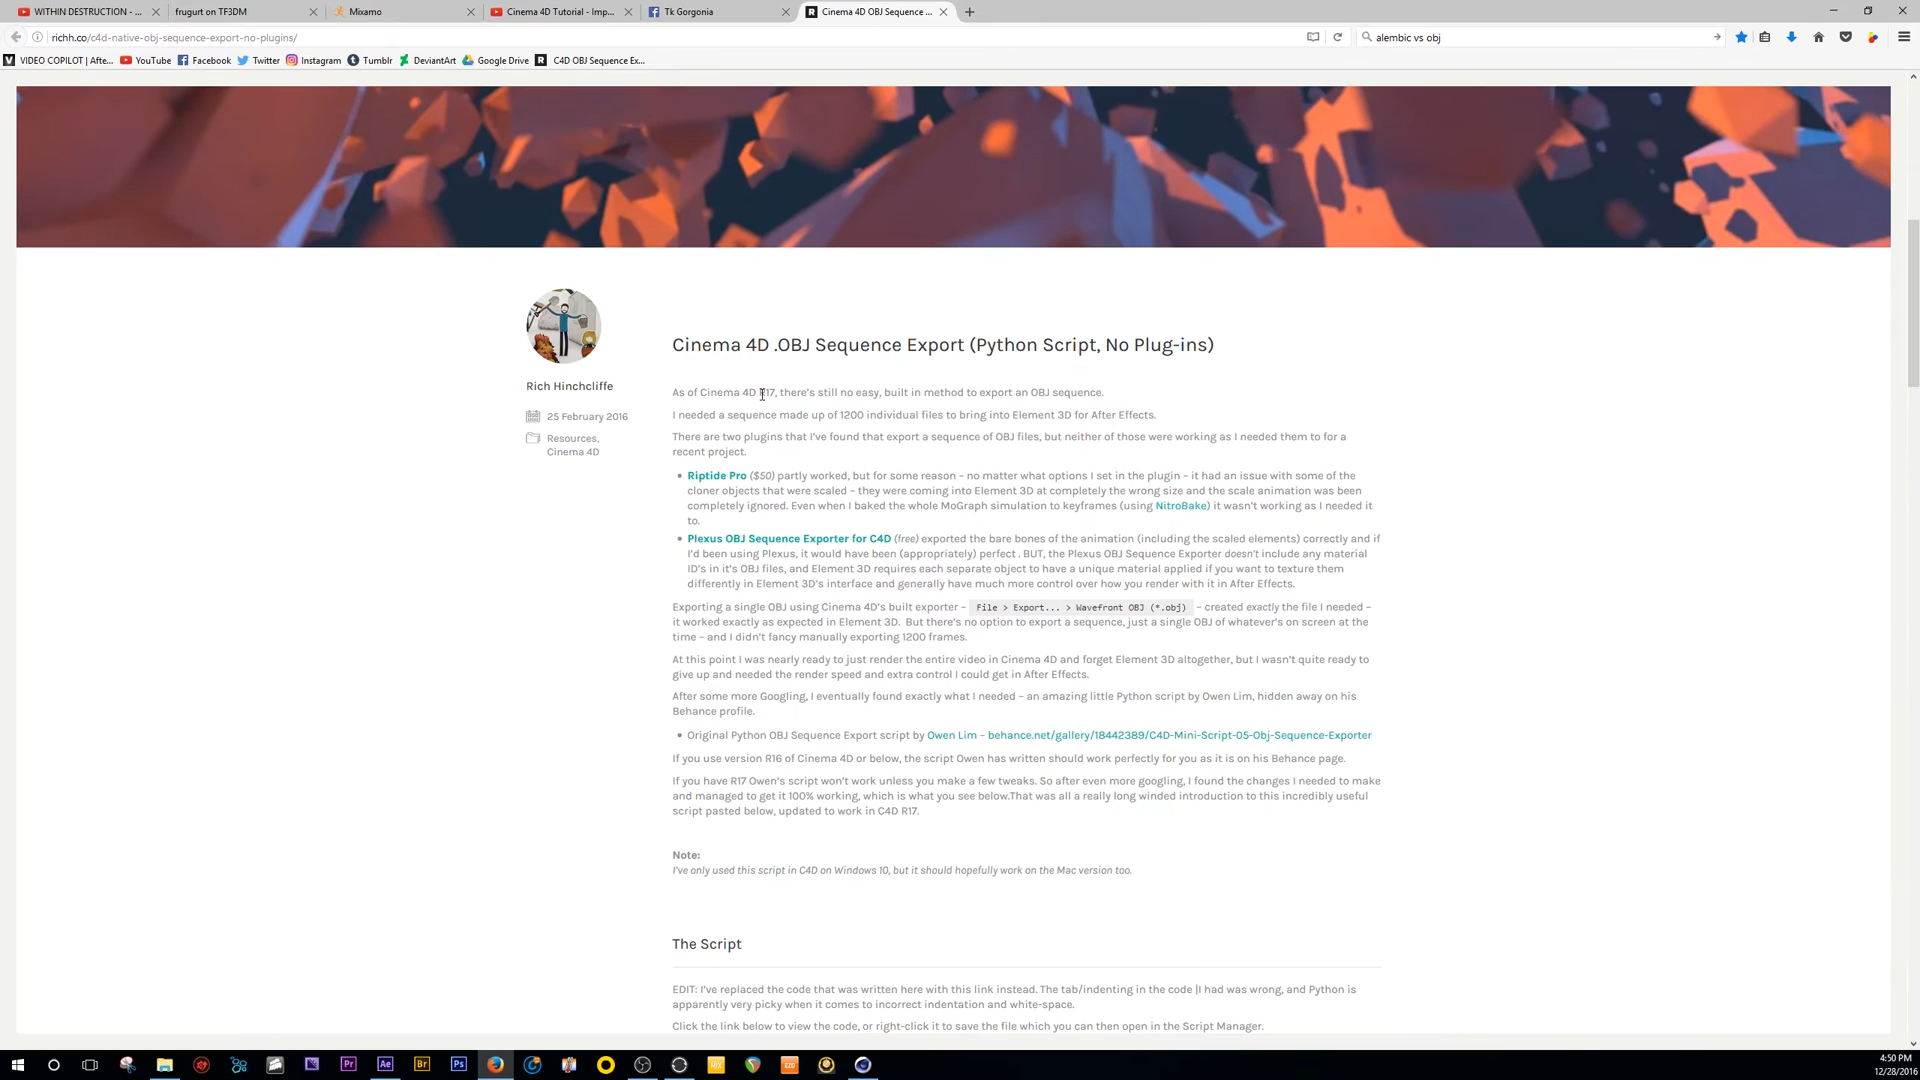 WITHIN DESTRUCTION - ...
frugurt on TF3DM
Mixamo
Cinema 4D Tutorial - Imp...
Tk Gorgonia
Cinema 4D OBJ Sequence ...
richh.co/c4d-native-obj-sequence-export-no-plugins/
alembic vs obj
VIDEO COPILOT | Afte...
YouTube
Facebook
Twitter
Instagram
Tumblr
DeviantArt
Google Drive
C4D OBJ Sequence Ex...
Cinema 4D .OBJ Sequence Export (Python Script, No Plug-ins)
Rich Hinchcliffe
25 February 2016
Resources,
Cinema 4D
As of Cinema 4D R17, there's still no easy, built in method to export an OBJ sequence.
I needed a sequence made up of 1200 individual files to bring into Element 3D for After Effects.
There are two plugins that I've found that export a sequence of OBJ files, but neither of those were working as I needed them to for a
recent project.
• Riptide Pro ($50) partly worked, but for some reason – no matter what options I set in the plugin – it had an issue with some of the
cloner objects that were scaled – they were coming into Element 3D at completely the wrong size and the scale animation was been
completely ignored. Even when I baked the whole MoGraph simulation to keyframes (using NitroBake) it wasn't working as I needed it
to.
• Plexus OBJ Sequence Exporter for C4D (free) exported the bare bones of the animation (including the scaled elements) correctly and if
I'd been using Plexus, it would have been (appropriately) perfect . BUT, the Plexus OBJ Sequence Exporter doesn't include any material
ID's in it's OBJ files, and Element 3D requires each separate object to have a unique material applied if you want to texture them
differently in Element 3D's interface and generally have much more control over how you render with it in After Effects.
Exporting a single OBJ using Cinema 4D's built exporter – File > Export... > Wavefront OBJ (*.obj) – created exactly the file I needed –
it worked exactly as expected in Element 3D. But there's no option to export a sequence, just a single OBJ of whatever's on screen at the
time – and I didn't fancy manually exporting 1200 frames.
At this point I was nearly ready to just render the entire video in Cinema 4D and forget Element 3D altogether, but I wasn't quite ready to
give up and needed the render speed and extra control I could get in After Effects.
After some more Googling, I eventually found exactly what I needed – an amazing little Python script by Owen Lim, hidden away on his
Behance profile.
• Original Python OBJ Sequence Export script by Owen Lim – behance.net/gallery/18442389/C4D-Mini-Script-05-Obj-Sequence-Exporter
If you use version R16 of Cinema 4D or below, the script Owen has written should work perfectly for you as it is on his Behance page.
If you have R17 Owen's script won't work unless you make a few tweaks. So after even more googling, I found the changes I needed to make
and managed to get it 100% working, which is what you see below.That was all a really long winded introduction to this incredibly useful
script pasted below, updated to work in C4D R17.
Note:
I've only used this script in C4D on Windows 10, but it should hopefully work on the Mac version too.
The Script
EDIT: I've replaced the code that was written here with this link instead. The tab/indenting in the code |I had was wrong, and Python is
apparently very picky when it comes to incorrect indentation and white-space.
Click the link below to view the code, or right-click it to save the file which you can then open in the Script Manager.
Pr
Ae
Br
Ps
MIX
EZD
4:50 PM
12/28/2016